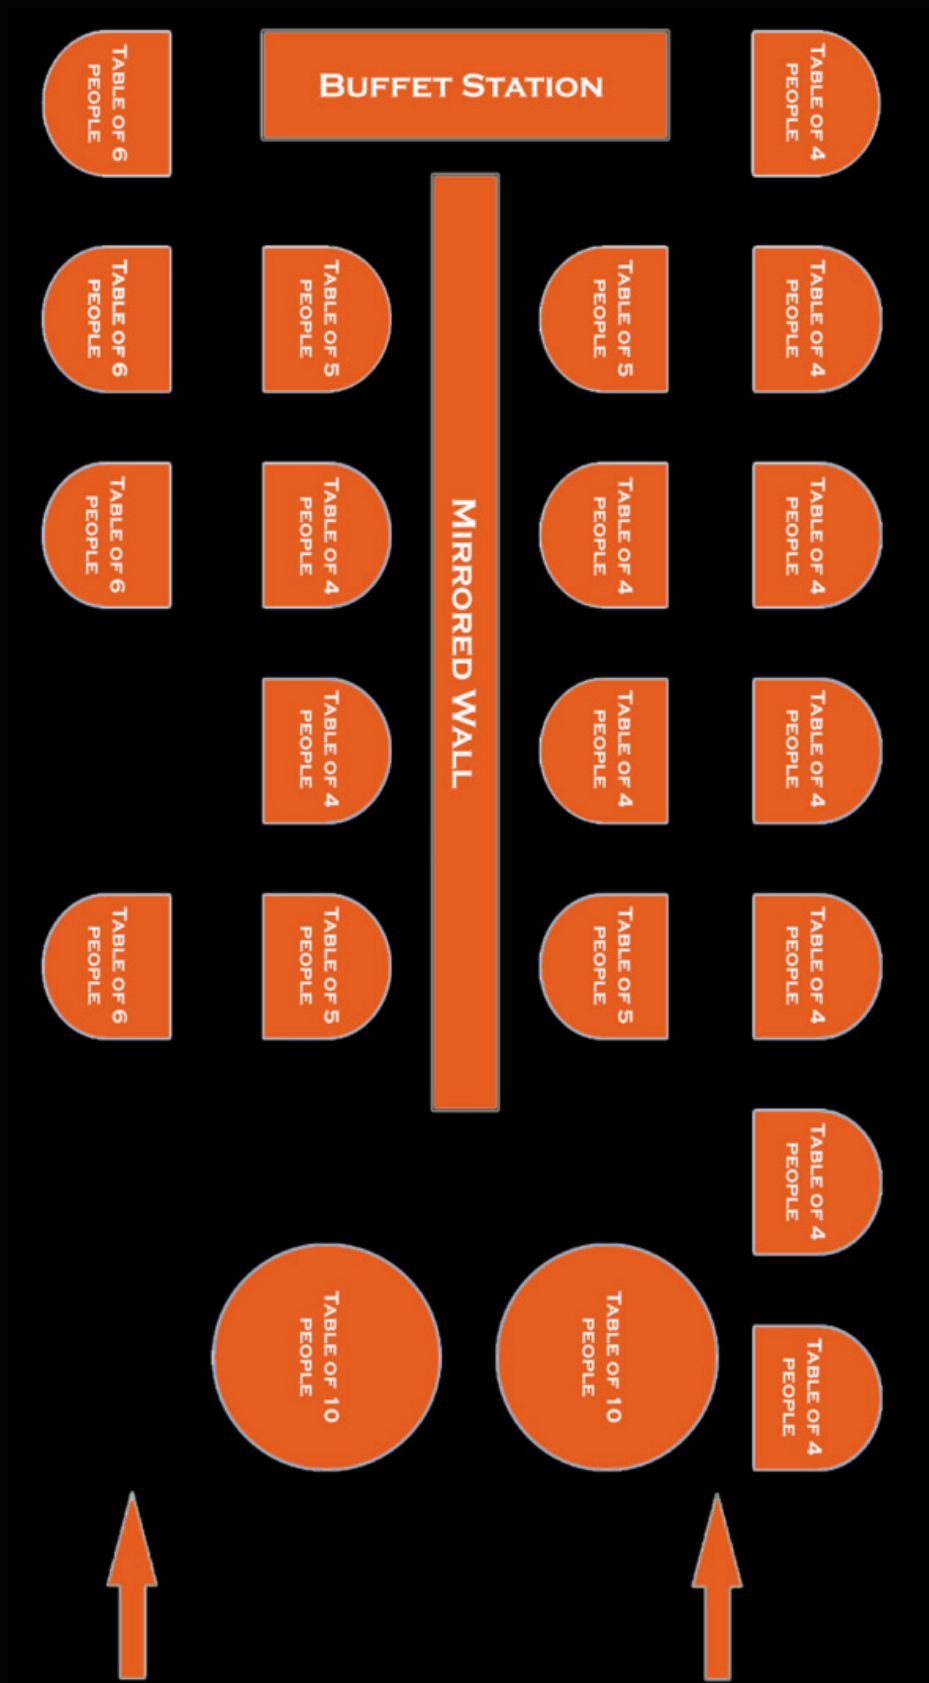 Table of 6
people
Buffet Station
Table of 4
people
Table of 6
people
Table of 5
people
Table of 5
people
Table of 4
people
Table of 6
people
Table of 4
people
Table of 4
people
Table of 4
people
Mirrored Wall
Table of 4
people
Table of 4
people
Table of 4
people
Table of 6
people
Table of 5
people
Table of 5
people
Table of 4
people
Table of 4
people
Table of 10
people
Table of 10
people
Table of 4
people